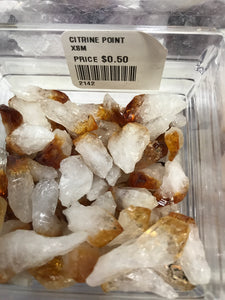 CITRINE POINT
XSM
PRICE $0.50
2142